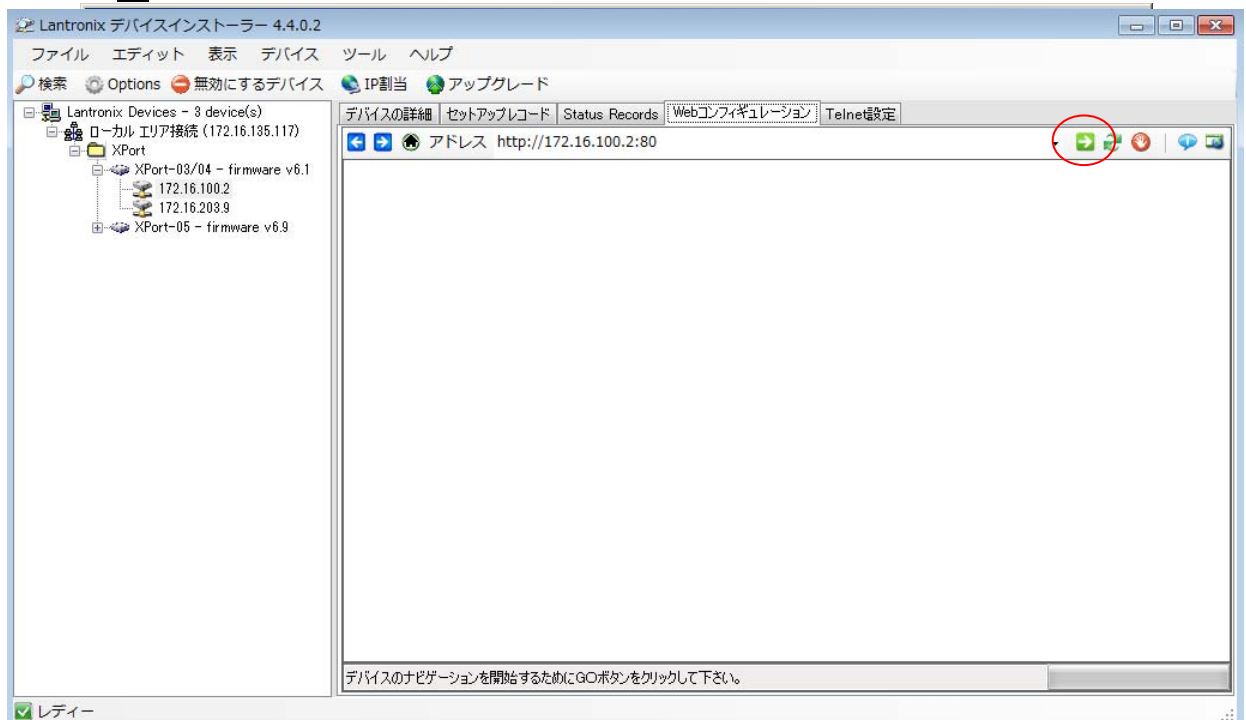 Lantronix デバイスインストーラー 4.4.0.2
ファイル エディット 表示 デバイス ツール ヘルプ
検索 Options 無効にするデバイス IP割当 アップグレード
Lantronix Devices - 3 device(s)
ローカル エリア接続 (172.16.135.117)
XPort
XPort-03/04 - firmware v6.1
172.16.100.2
172.16.203.9
XPort-05 - firmware v6.9
デバイスの詳細 セットアップレコード Status Records Webコンフィギュレーション Telnet設定
アドレス http://172.16.100.2:80
デバイスのナビゲーションを開始するためにGOボタンをクリックして下さい。
レディー